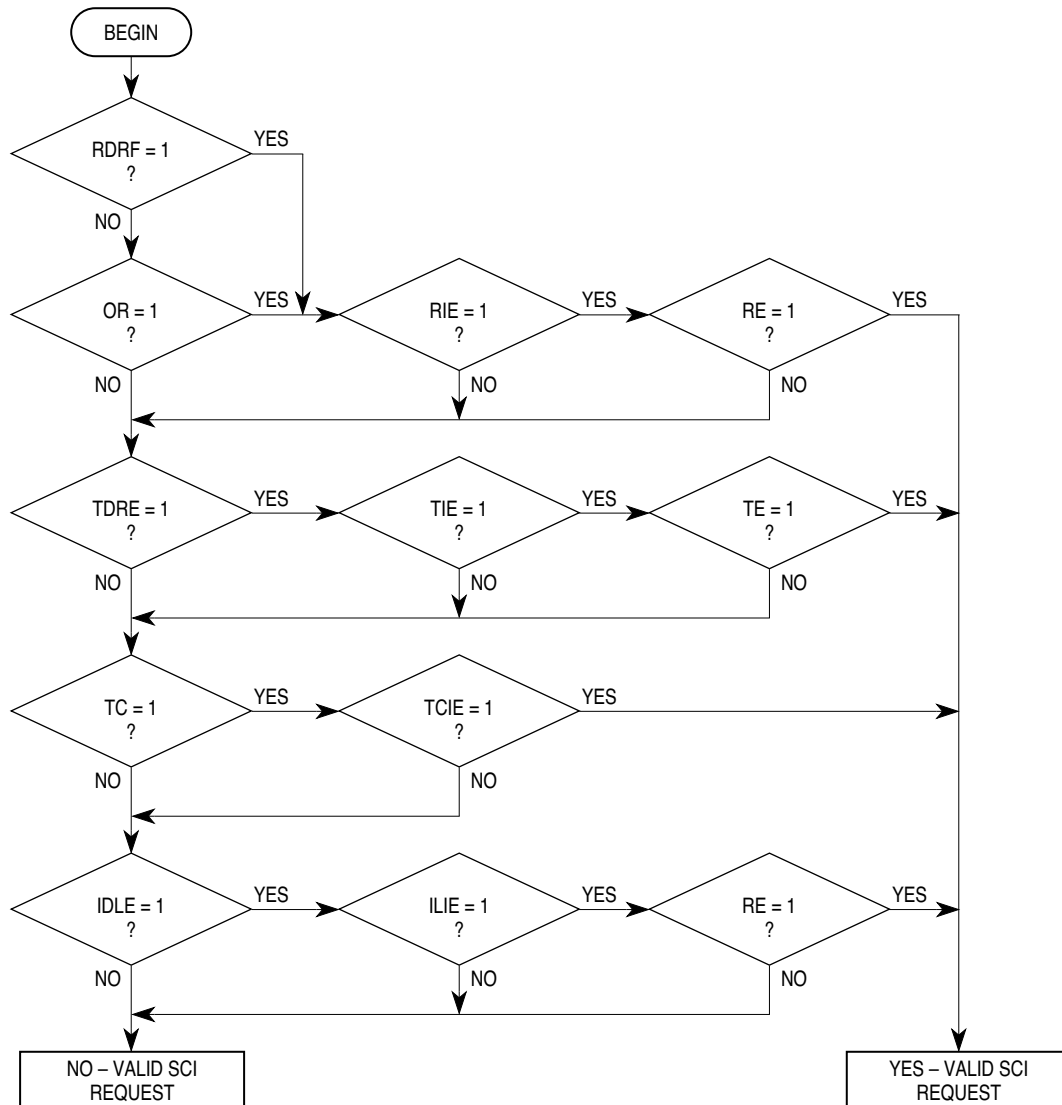 BEGIN
RDRF = 1
?
YES
NO
OR = 1
?
YES
NO
RIE = 1
?
YES
NO
RE = 1
?
YES
NO
TDRE = 1
?
YES
NO
TIE = 1
?
YES
NO
TE = 1
?
YES
NO
TC = 1
?
YES
NO
TCIE = 1
?
YES
NO
IDLE = 1
?
YES
NO
ILIE = 1
?
YES
NO
RE = 1
?
YES
NO
NO – VALID SCI
REQUEST
YES – VALID SCI
REQUEST